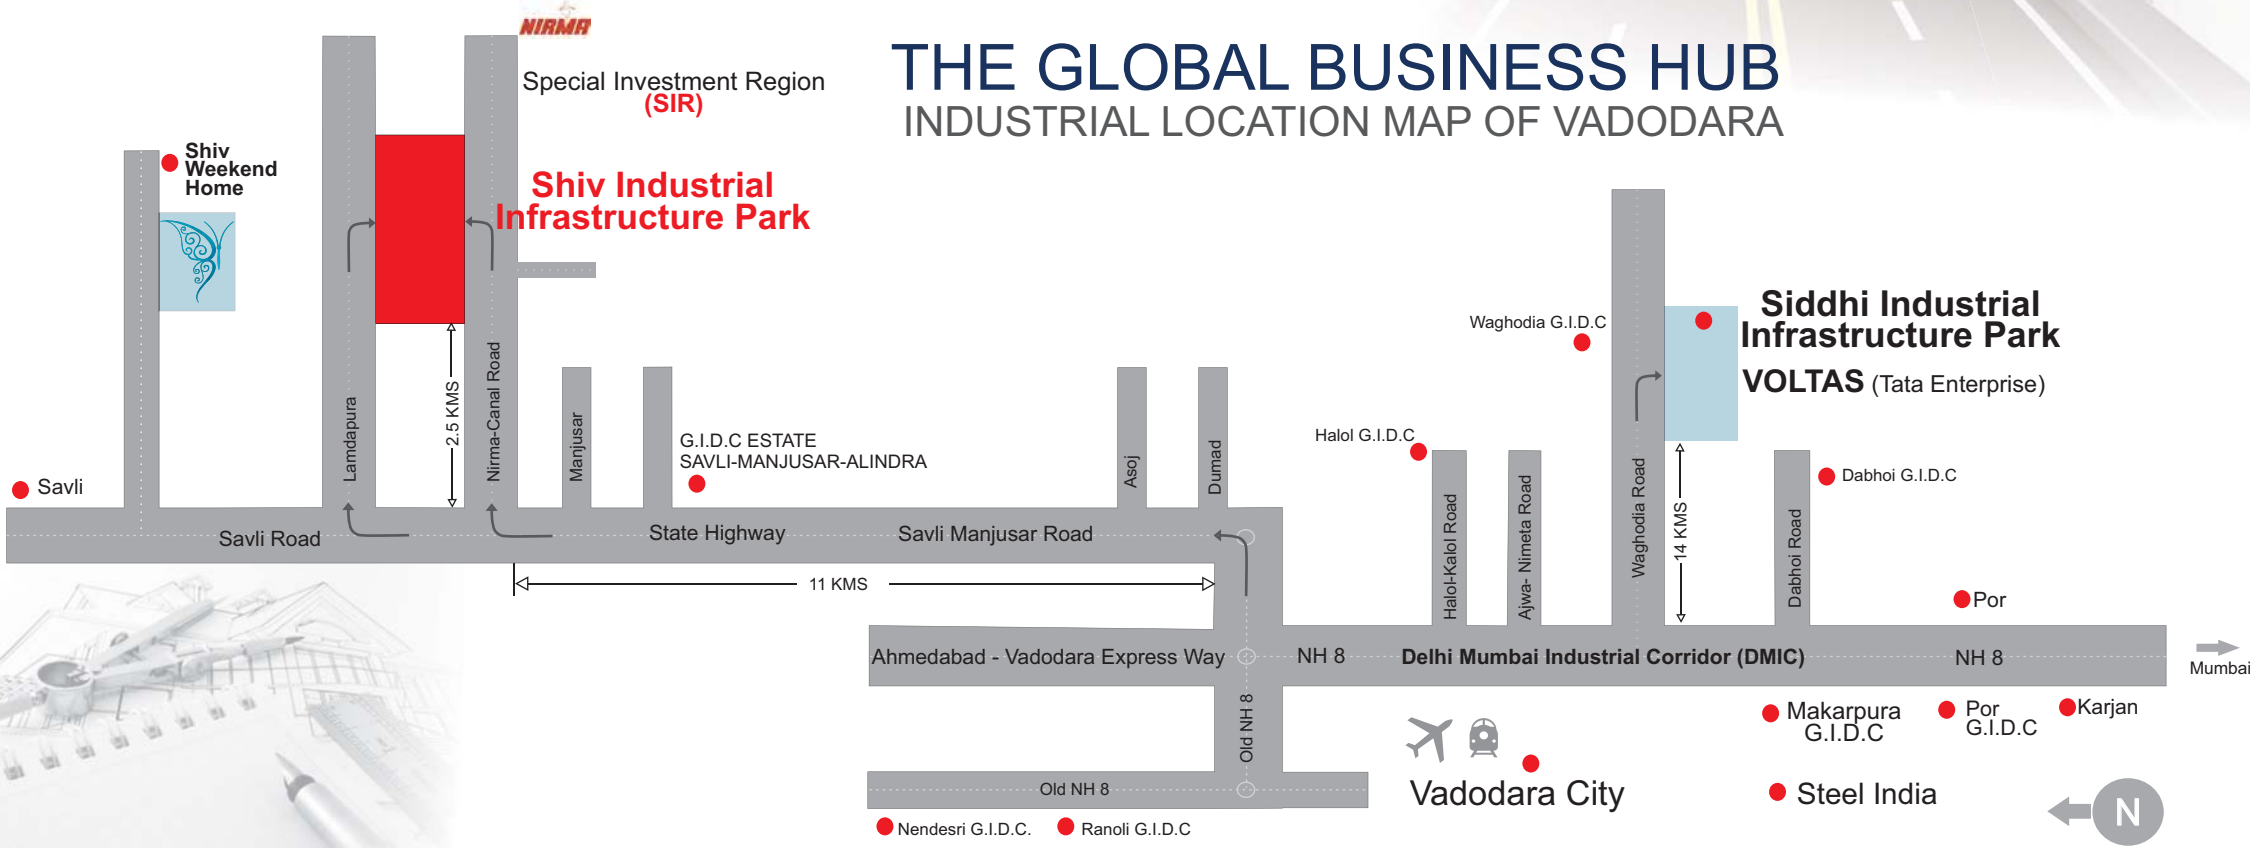 NIRMA
THE GLOBAL BUSINESS HUB
INDUSTRIAL LOCATION MAP OF VADODARA
Special Investment Region
(SIR)
Shiv
Weekend
Home
Shiv Industrial
Infrastructure Park
Siddhi Industrial
Infrastructure Park
VOLTAS (Tata Enterprise)
Waghodia G.I.D.C
Halol G.I.D.C
Dabhoi G.I.D.C
G.I.D.C ESTATE
SAVLI-MANJUSAR-ALINDRA
Savli
Lamdapura
2.5 KMS
Nirma-Canal Road
Manjusar
Asoj
Dumad
Halol-Kalol Road
Ajwa- Nimeta Road
Waghodia Road
14 KMS
Dabhoi Road
Savli Road
State Highway
Savli Manjusar Road
11 KMS
Por
Ahmedabad - Vadodara Express Way
NH 8
Delhi Mumbai Industrial Corridor (DMIC)
NH 8
Mumbai
Old NH 8
Makarpura
G.I.D.C
Por
G.I.D.C
Karjan
Vadodara City
Steel India
Old NH 8
N
Nendesri G.I.D.C.
Ranoli G.I.D.C